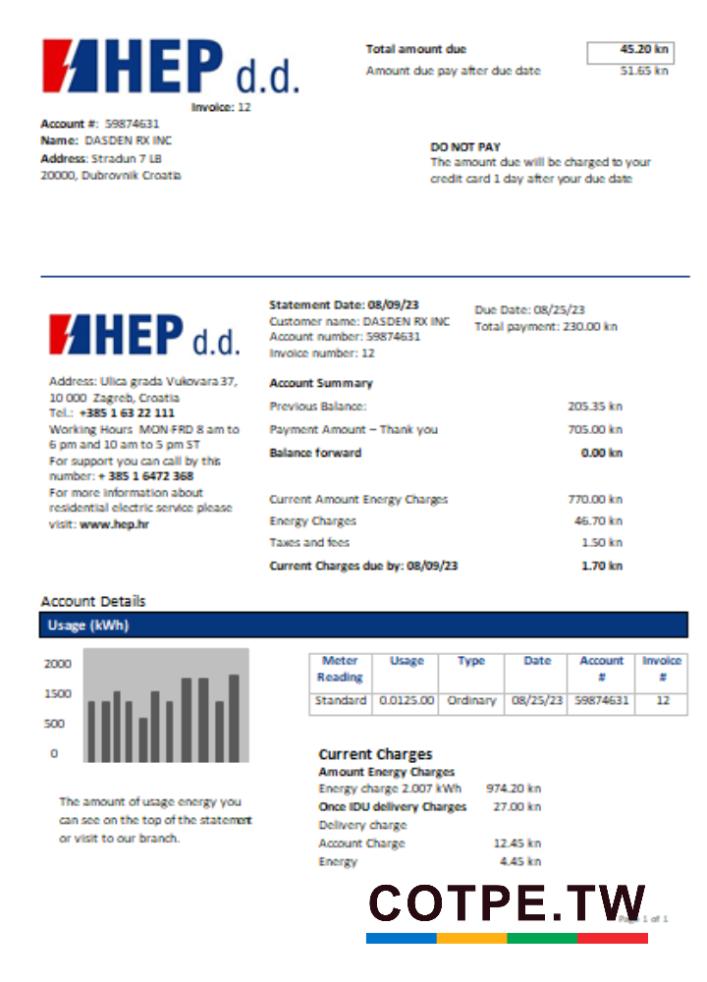 HEP d.d.
Invoice: 12
Account #: 59874631
Name: DASDEN RX INC
Address: Stradun 7 LB
20000, Dubrovnik Croatia
Total amount due 45.20 kn
Amount due pay after due date 51.65 kn
DO NOT PAY
The amount due will be charged to your
credit card 1 day after your due date
HEP d.d.
Address: Ulica grada Vukovara 37,
10 000 Zagreb, Croatia
Tel.: +385 1 63 22 111
Working Hours MON-FRD 8 am to
6 pm and 10 am to 5 pm ST
For support you can call by this
number: + 385 1 6472 368
For more information about
residential electric service please
visit: www.hep.hr
Statement Date: 08/09/23
Customer name: DASDEN RX INC
Account number: 59874631
Invoice number: 12
Due Date: 08/25/23
Total payment: 230.00 kn
Account Summary
Previous Balance: 205.35 kn
Payment Amount – Thank you 705.00 kn
Balance forward 0.00 kn
Current Amount Energy Charges 770.00 kn
Energy Charges 46.70 kn
Taxes and fees 1.50 kn
Current Charges due by: 08/09/23 1.70 kn
Account Details
Usage (kWh)
2000
1500
500
0
The amount of usage energy you
can see on the top of the statement
or visit to our branch.
Meter Reading Usage Type Date Account # Invoice #
Standard 0.0125.00 Ordinary 08/25/23 59874631 12
Current Charges
Amount Energy Charges
Energy charge 2.007 kWh 974.20 kn
Once IDU delivery Charges 27.00 kn
Delivery charge
Account Charge 12.45 kn
Energy 4.45 kn
COTPE.TW
Page 1 of 1